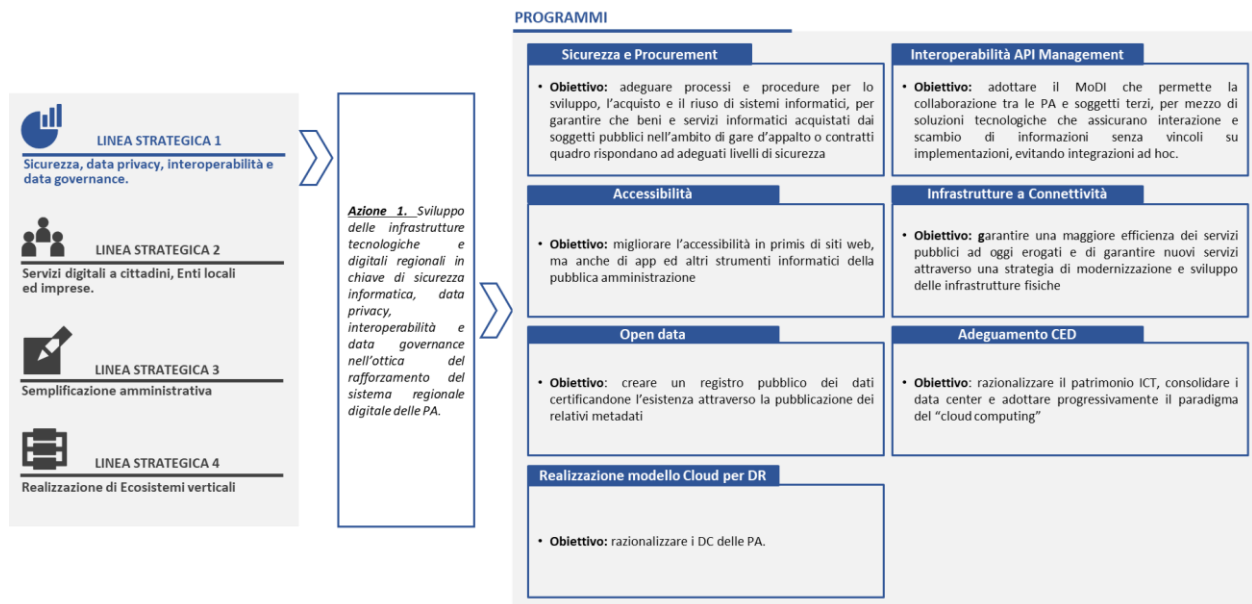 PROGRAMMI
LINEA STRATEGICA 1
Sicurezza, data privacy, interoperabilità e
data governance.
LINEA STRATEGICA 2
Servizi digitali a cittadini, Enti locali
ed imprese.
LINEA STRATEGICA 3
Semplificazione amministrativa
LINEA STRATEGICA 4
Realizzazione di Ecosistemi verticali
Azione 1. Sviluppo
delle infrastrutture
tecnologiche e
digitali regionali in
chiave di sicurezza
informatica, data
privacy,
interoperabilità e
data governance
nell’ottica del
rafforzamento del
sistema regionale
digitale delle PA.
Sicurezza e Procurement
• Obiettivo: adeguare processi e procedure per lo
sviluppo, l’acquisto e il riuso di sistemi informatici, per
garantire che beni e servizi informatici acquistati dai
soggetti pubblici nell’ambito di gare d’appalto o contratti
quadro rispondano ad adeguati livelli di sicurezza
Interoperabilità API Management
• Obiettivo: adottare il MoDI che permette la
collaborazione tra le PA e soggetti terzi, per mezzo di
soluzioni tecnologiche che assicurano interazione e
scambio di informazioni senza vincoli su
implementazioni, evitando integrazioni ad hoc.
Accessibilità
• Obiettivo: migliorare l’accessibilità in primis di siti web,
ma anche di app ed altri strumenti informatici della
pubblica amministrazione
Infrastrutture a Connettività
• Obiettivo: garantire una maggiore efficienza dei servizi
pubblici ad oggi erogati e di garantire nuovi servizi
attraverso una strategia di modernizzazione e sviluppo
delle infrastrutture fisiche
Open data
• Obiettivo: creare un registro pubblico dei dati
certificandone l’esistenza attraverso la pubblicazione dei
relativi metadati
Adeguamento CED
• Obiettivo: razionalizzare il patrimonio ICT, consolidare i
data center e adottare progressivamente il paradigma
del “cloud computing”
Realizzazione modello Cloud per DR
• Obiettivo: razionalizzare i DC delle PA.